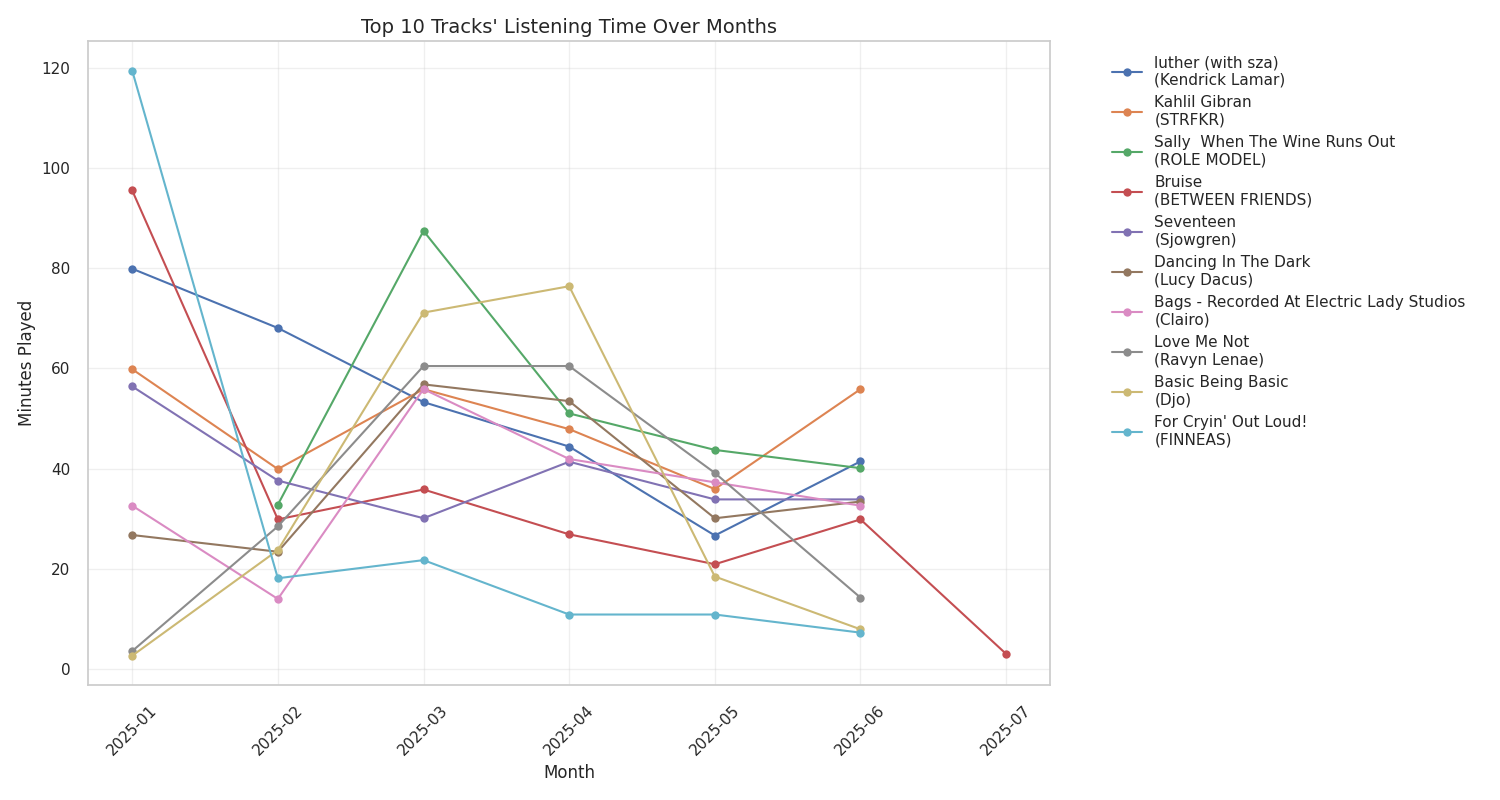 Top 10 Tracks' Listening Time Over Months
120
100
80
60
40
20
0
Minutes Played
2025-01
2025-02
2025-03
2025-04
2025-05
2025-06
2025-07
Month
luther (with sza)
(Kendrick Lamar)
Kahlil Gibran
(STRFKR)
Sally  When The Wine Runs Out
(ROLE MODEL)
Bruise
(BETWEEN FRIENDS)
Seventeen
(Sjowgren)
Dancing In The Dark
(Lucy Dacus)
Bags - Recorded At Electric Lady Studios
(Clairo)
Love Me Not
(Ravyn Lenae)
Basic Being Basic
(Djo)
For Cryin' Out Loud!
(FINNEAS)